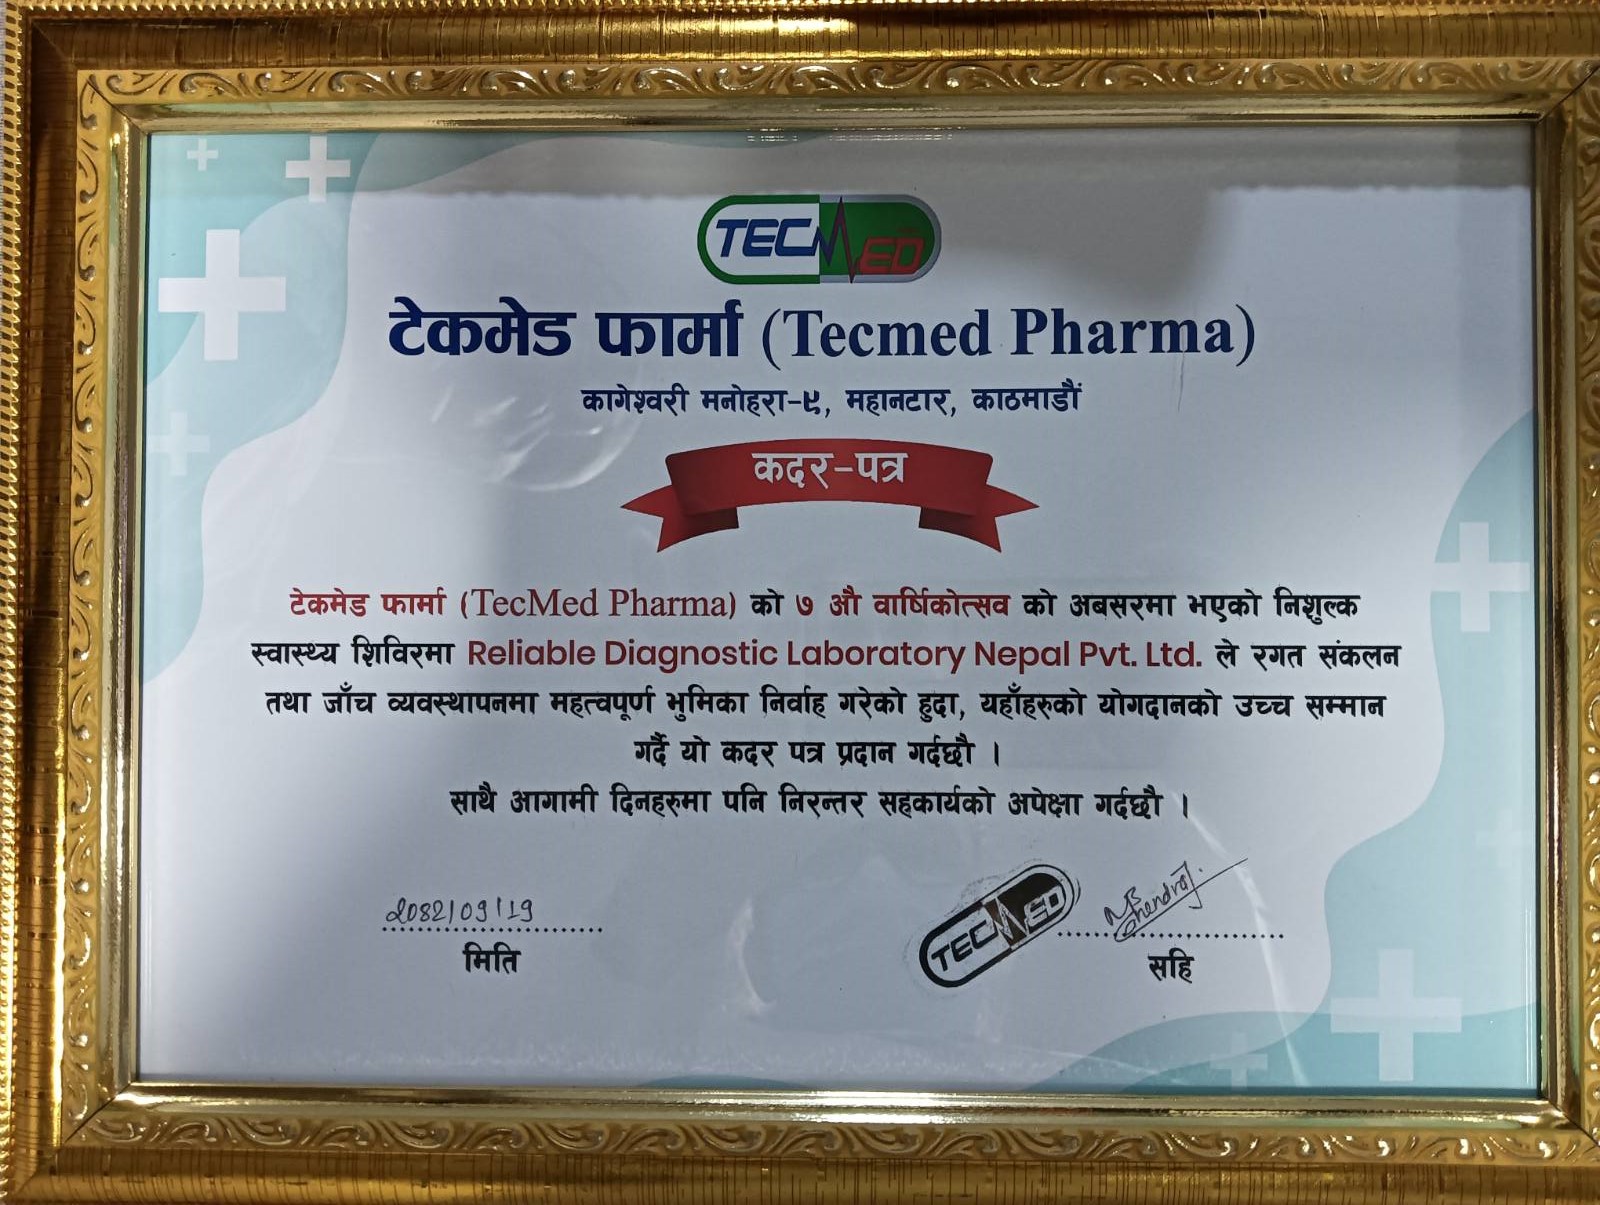 TECMED
टेकमेड फार्मा (Tecmed Pharma)
कागेश्वरी मनोहरा-९, महानटार, काठमाडौं
कदर-पत्र
टेकमेड फार्मा (TecMed Pharma) को ७ औ वार्षिकोत्सव को अबसरमा भएको निशुल्क
स्वास्थ्य शिविरमा Reliable Diagnostic Laboratory Nepal Pvt. Ltd. ले रगत संकलन
तथा जाँच व्यवस्थापनमा महत्वपूर्ण भुमिका निर्वाह गरेको हुदा, यहाँहरुको योगदानको उच्च सम्मान
गर्दै यो कदर पत्र प्रदान गर्दछौ ।
साथै आगामी दिनहरुमा पनि निरन्तर सहकार्यको अपेक्षा गर्दछौ ।
2082/09/19
मिति
TECMED
सहि